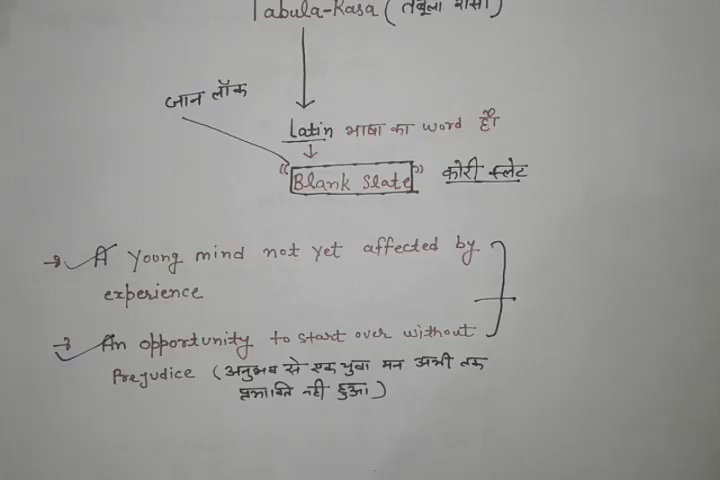 Tabula-Rasa (तबूला रासा)
जान लॉक
Latin भाषा का word है
"Blank Slate" कोरी स्लेट
→ A yoong mind not yet affected by
experience
→ An opportunity to start over without
Prejudice (अनुभव से एक युवा मन अभी तक
प्रभावित नही हुआ)